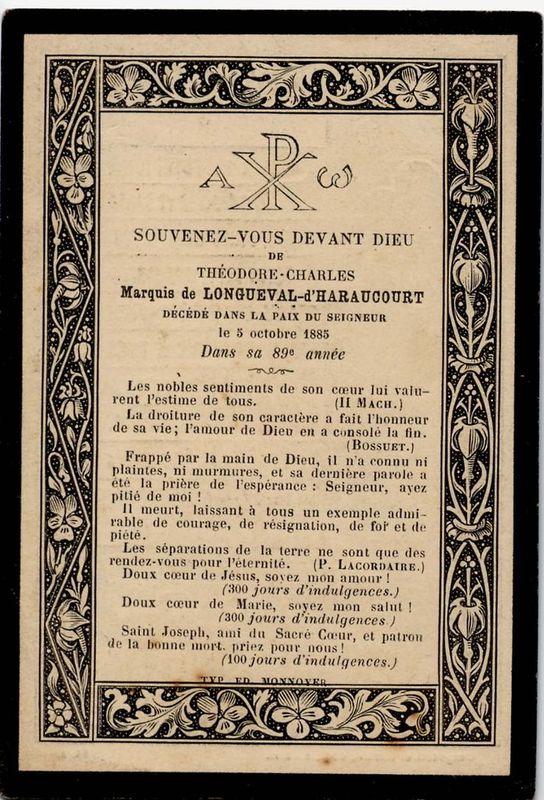 A ☧ ω
SOUVENEZ-VOUS DEVANT DIEU
DE
THÉODORE-CHARLES
Marquis de LONGUEVAL-d'HARAUCOURT
DÉCÉDÉ DANS LA PAIX DU SEIGNEUR
le 5 octobre 1885
Dans sa 89e année
Les nobles sentiments de son cœur lui valu-
rent l'estime de tous. (II MACH.)
La droiture de son caractère a fait l'honneur
de sa vie; l'amour de Dieu en a consolé la fin.
(BOSSUET.)
Frappé par la main de Dieu, il n'a connu ni
plaintes, ni murmures, et sa dernière parole a
été la prière de l'espérance : Seigneur, ayez
pitié de moi !
Il meurt, laissant à tous un exemple admi-
rable de courage, de résignation, de foi et de
piété.
Les séparations de la terre ne sont que des
rendez-vous pour l'éternité. (P. LACORDAIRE.)
Doux cœur de Jésus, soyez mon amour !
(300 jours d'indulgences.)
Doux cœur de Marie, soyez mon salut !
(300 jours d'indulgences)
Saint Joseph, ami du Sacré Cœur, et patron
de la bonne mort. priez pour nous !
(100 jours d'indulgences.)
TYP. ED. MONNOYER